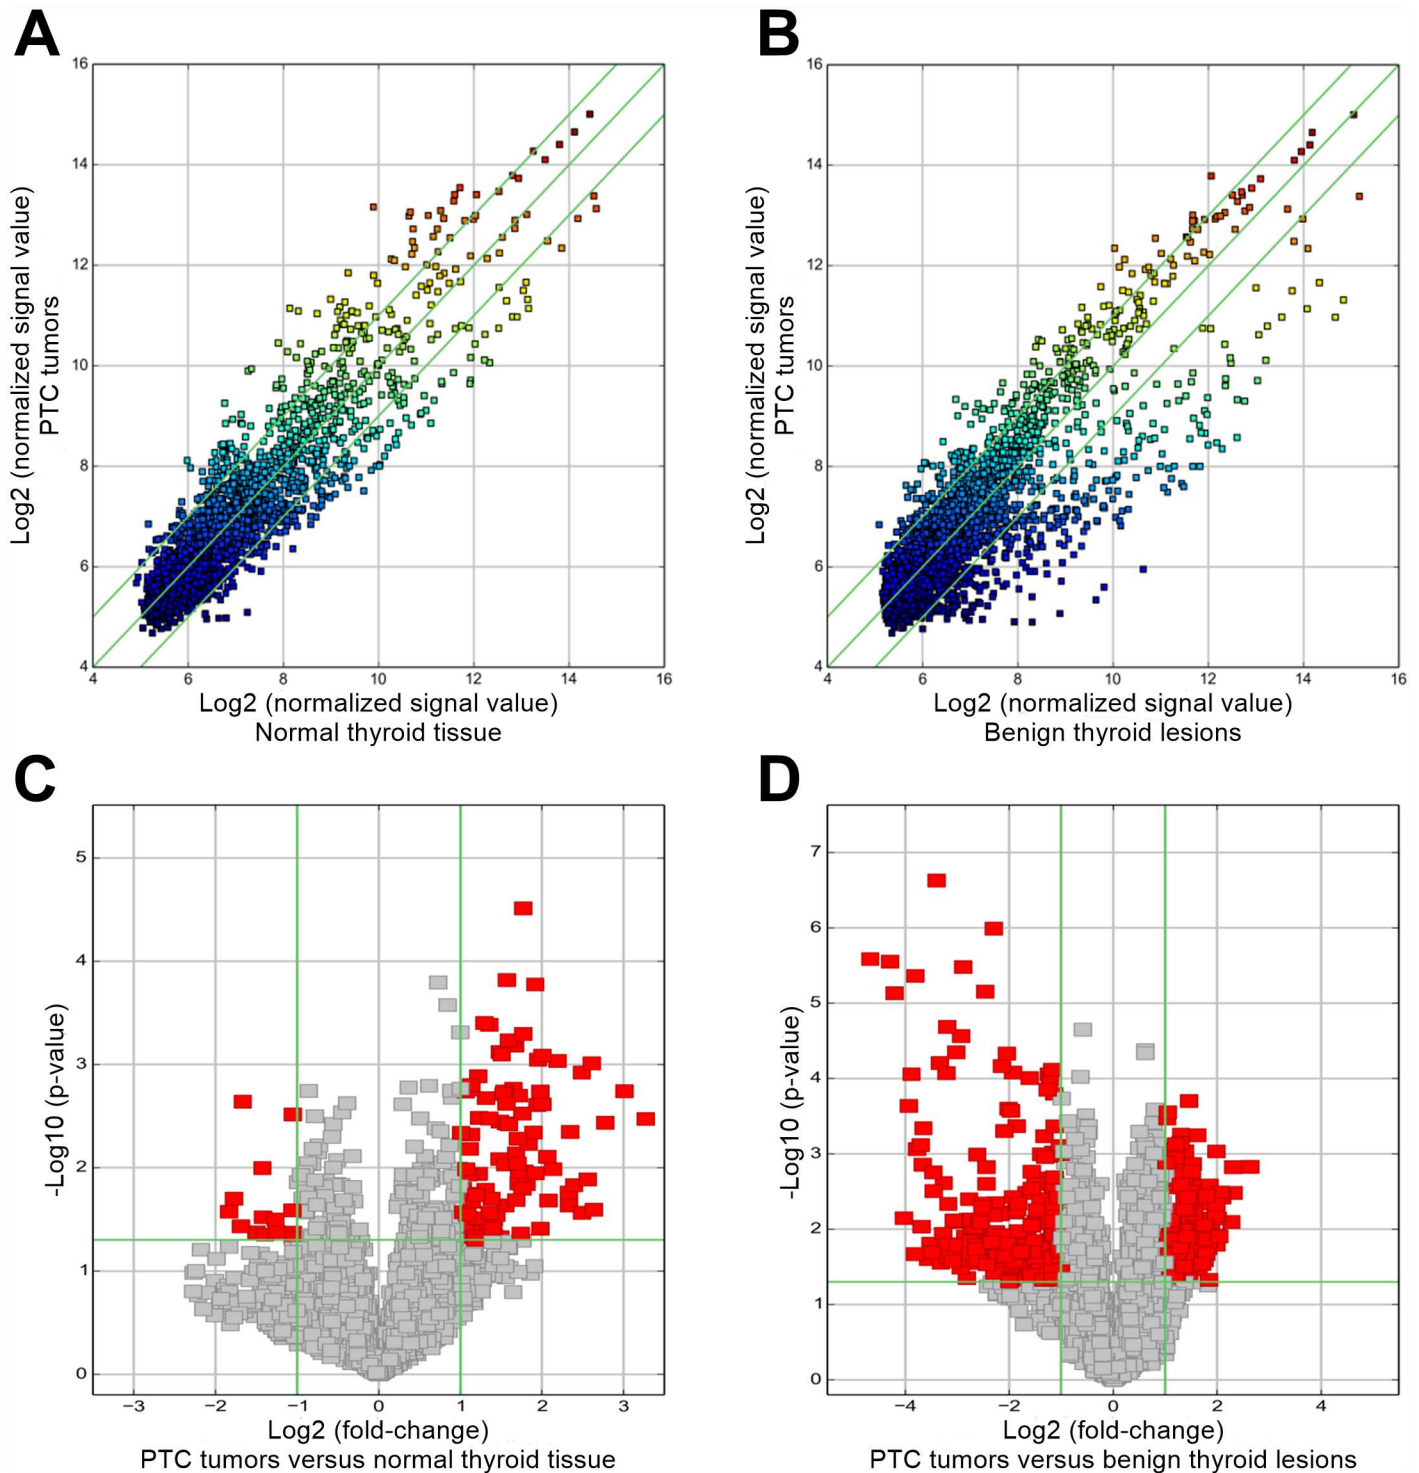 A
B
16
14
12
10
8
6
4
4 6 8 10 12 14 16
Log2 (normalized signal value)
PTC tumors
Log2 (normalized signal value)
Normal thyroid tissue
16
14
12
10
8
6
4
4 6 8 10 12 14 16
Log2 (normalized signal value)
PTC tumors
Log2 (normalized signal value)
Benign thyroid lesions
C
D
5
4
3
2
1
0
−3 −2 −1 0 1 2 3
-Log10 (p-value)
Log2 (fold-change)
PTC tumors versus normal thyroid tissue
7
6
5
4
3
2
1
0
−4 −2 0 2 4
-Log10 (p-value)
Log2 (fold-change)
PTC tumors versus benign thyroid lesions